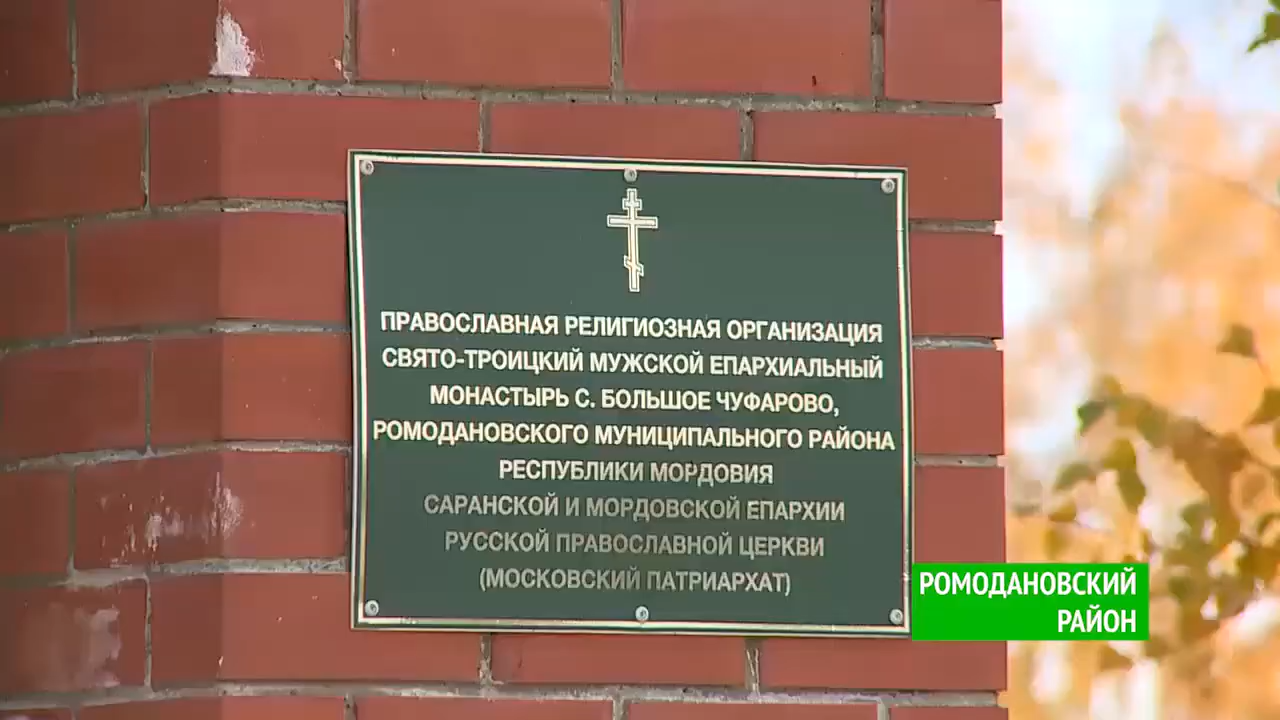 ПРАВОСЛАВНАЯ РЕЛИГИОЗНАЯ ОРГАНИЗАЦИЯ
СВЯТО-ТРОИЦКИЙ МУЖСКОЙ ЕПАРХИАЛЬНЫЙ
МОНАСТЫРЬ С. БОЛЬШОЕ ЧУФАРОВО,
РОМОДАНОВСКОГО МУНИЦИПАЛЬНОГО РАЙОНА
РЕСПУБЛИКИ МОРДОВИЯ
САРАНСКОЙ И МОРДОВСКОЙ ЕПАРХИИ
РУССКОЙ ПРАВОСЛАВНОЙ ЦЕРКВИ
(МОСКОВСКИЙ ПАТРИАРХАТ)
РОМОДАНОВСКИЙ
РАЙОН